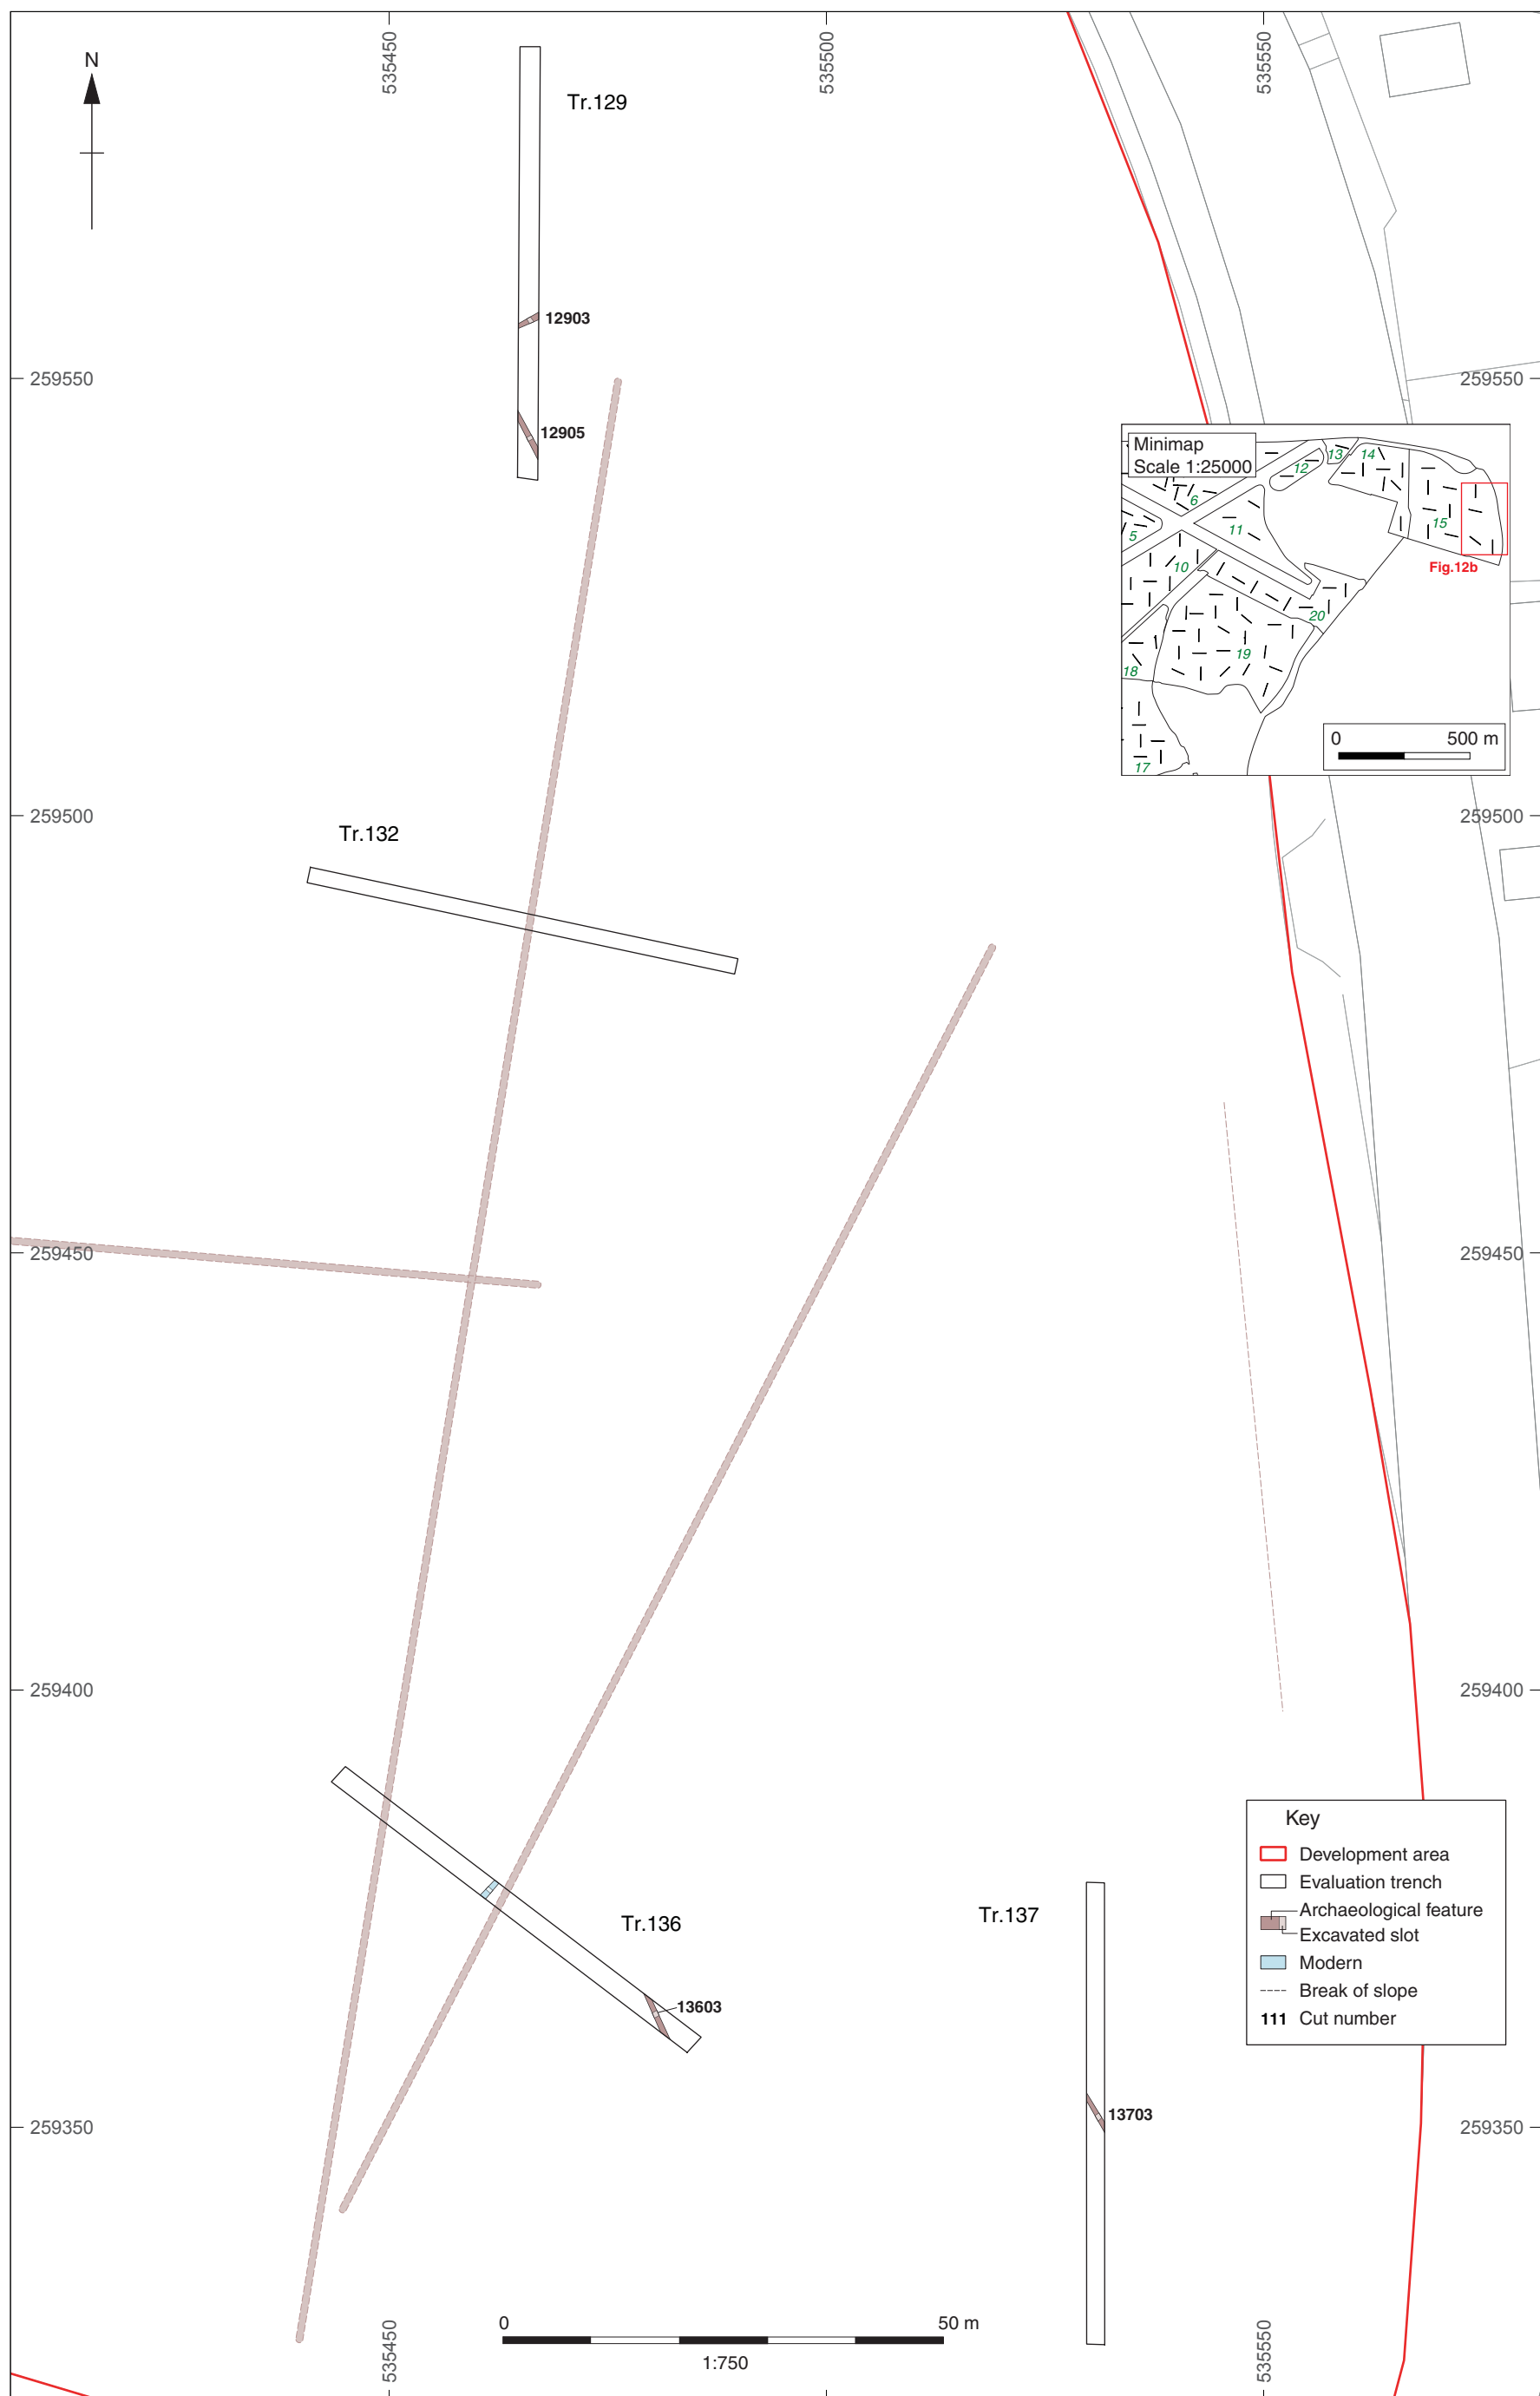 535450
535500
535550
N
Tr.129
12903
259550
259550
12905
Minimap
Scale 1:25000
13
14
12
6
15
11
5
Fig.12b
10
20
19
18
0 500 m
17
259500
259500
Tr.132
259450
259450
259400
259400
Key
Development area
Evaluation trench
Archaeological feature
Excavated slot
Modern
Break of slope
111 Cut number
Tr.137
Tr.136
13603
13703
259350
259350
0 50 m
1:750
535450
535550